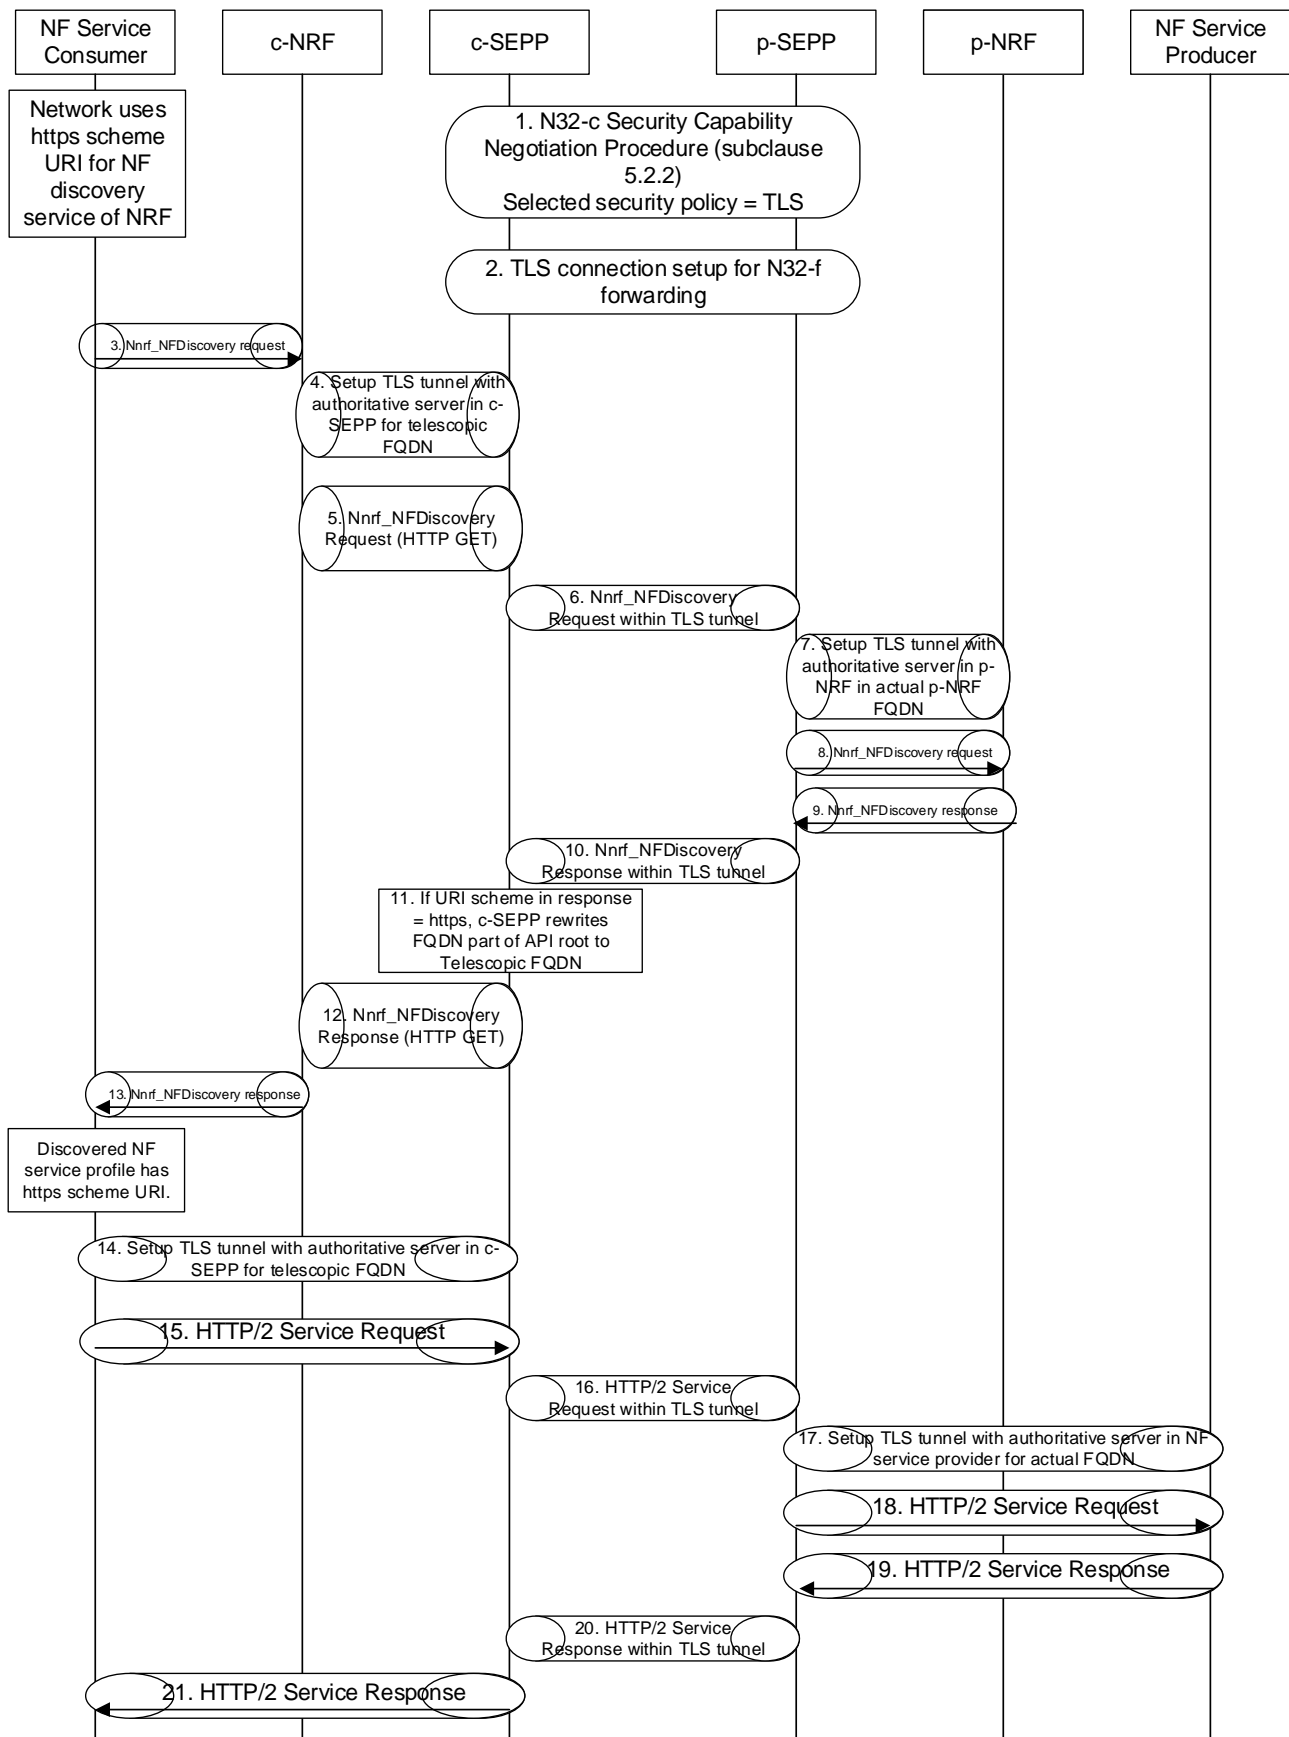 NF Service
Consumer
c-NRF
c-SEPP
p-SEPP
p-NRF
NF Service
Producer
Network uses
https scheme
URI for NF
discovery
service of NRF
1. N32-c Security Capability
Negotiation Procedure (subclause
5.2.2)
Selected security policy = TLS
2. TLS connection setup for N32-f
forwarding
3. Nnrf_NFDiscovery request
4. Setup TLS tunnel with
authoritative server in c-
SEPP for telescopic
FQDN
5. Nnrf_NFDiscovery
Request (HTTP GET)
6. Nnrf_NFDiscovery
Request within TLS tunnel
7. Setup TLS tunnel with
authoritative server in p-
NRF in actual p-NRF
FQDN
8. Nnrf_NFDiscovery request
9. Nnrf_NFDiscovery response
10. Nnrf_NFDiscovery
Response within TLS tunnel
11. If URI scheme in response
= https, c-SEPP rewrites
FQDN part of API root to
Telescopic FQDN
12. Nnrf_NFDiscovery
Response (HTTP GET)
13. Nnrf_NFDiscovery response
Discovered NF
service profile has
https scheme URI.
14. Setup TLS tunnel with authoritative server in c-
SEPP for telescopic FQDN
15. HTTP/2 Service Request
16. HTTP/2 Service
Request within TLS tunnel
17. Setup TLS tunnel with authoritative server in NF
service provider for actual FQDN
18. HTTP/2 Service Request
19. HTTP/2 Service Response
20. HTTP/2 Service
Response within TLS tunnel
21. HTTP/2 Service Response